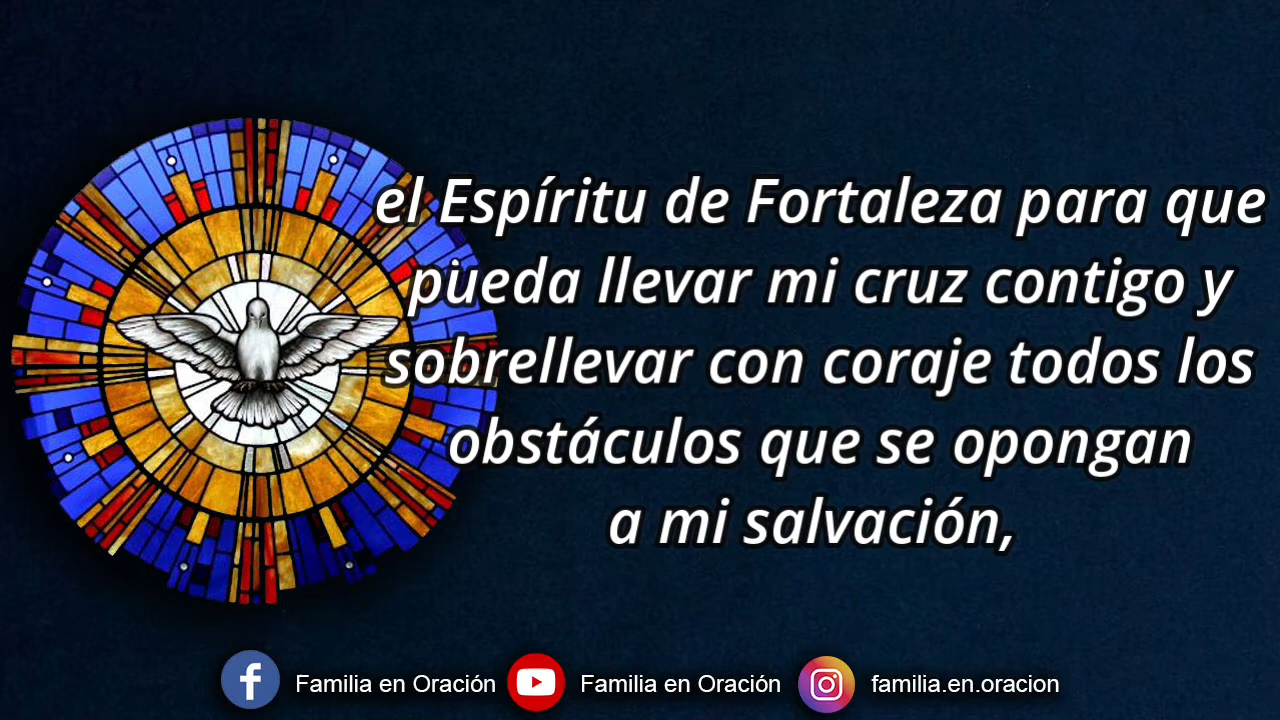 el Espíritu de Fortaleza para que
pueda llevar mi cruz contigo y
sobrellevar con coraje todos los
obstáculos que se opongan
a mi salvación,
Familia en Oración Familia en Oración familia.en.oracion